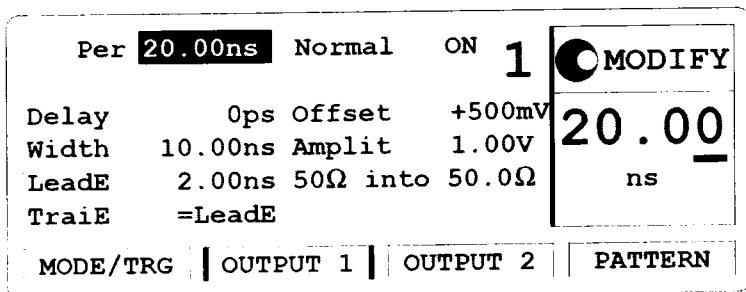 Per 20.00ns Normal ON 1 MODIFY
Delay 0ps Offset +500mV 20.00
Width 10.00ns Amplit 1.00V
LeadE 2.00ns 50Ω into 50.0Ω ns
TraiE =LeadE
MODE/TRG OUTPUT 1 OUTPUT 2 PATTERN